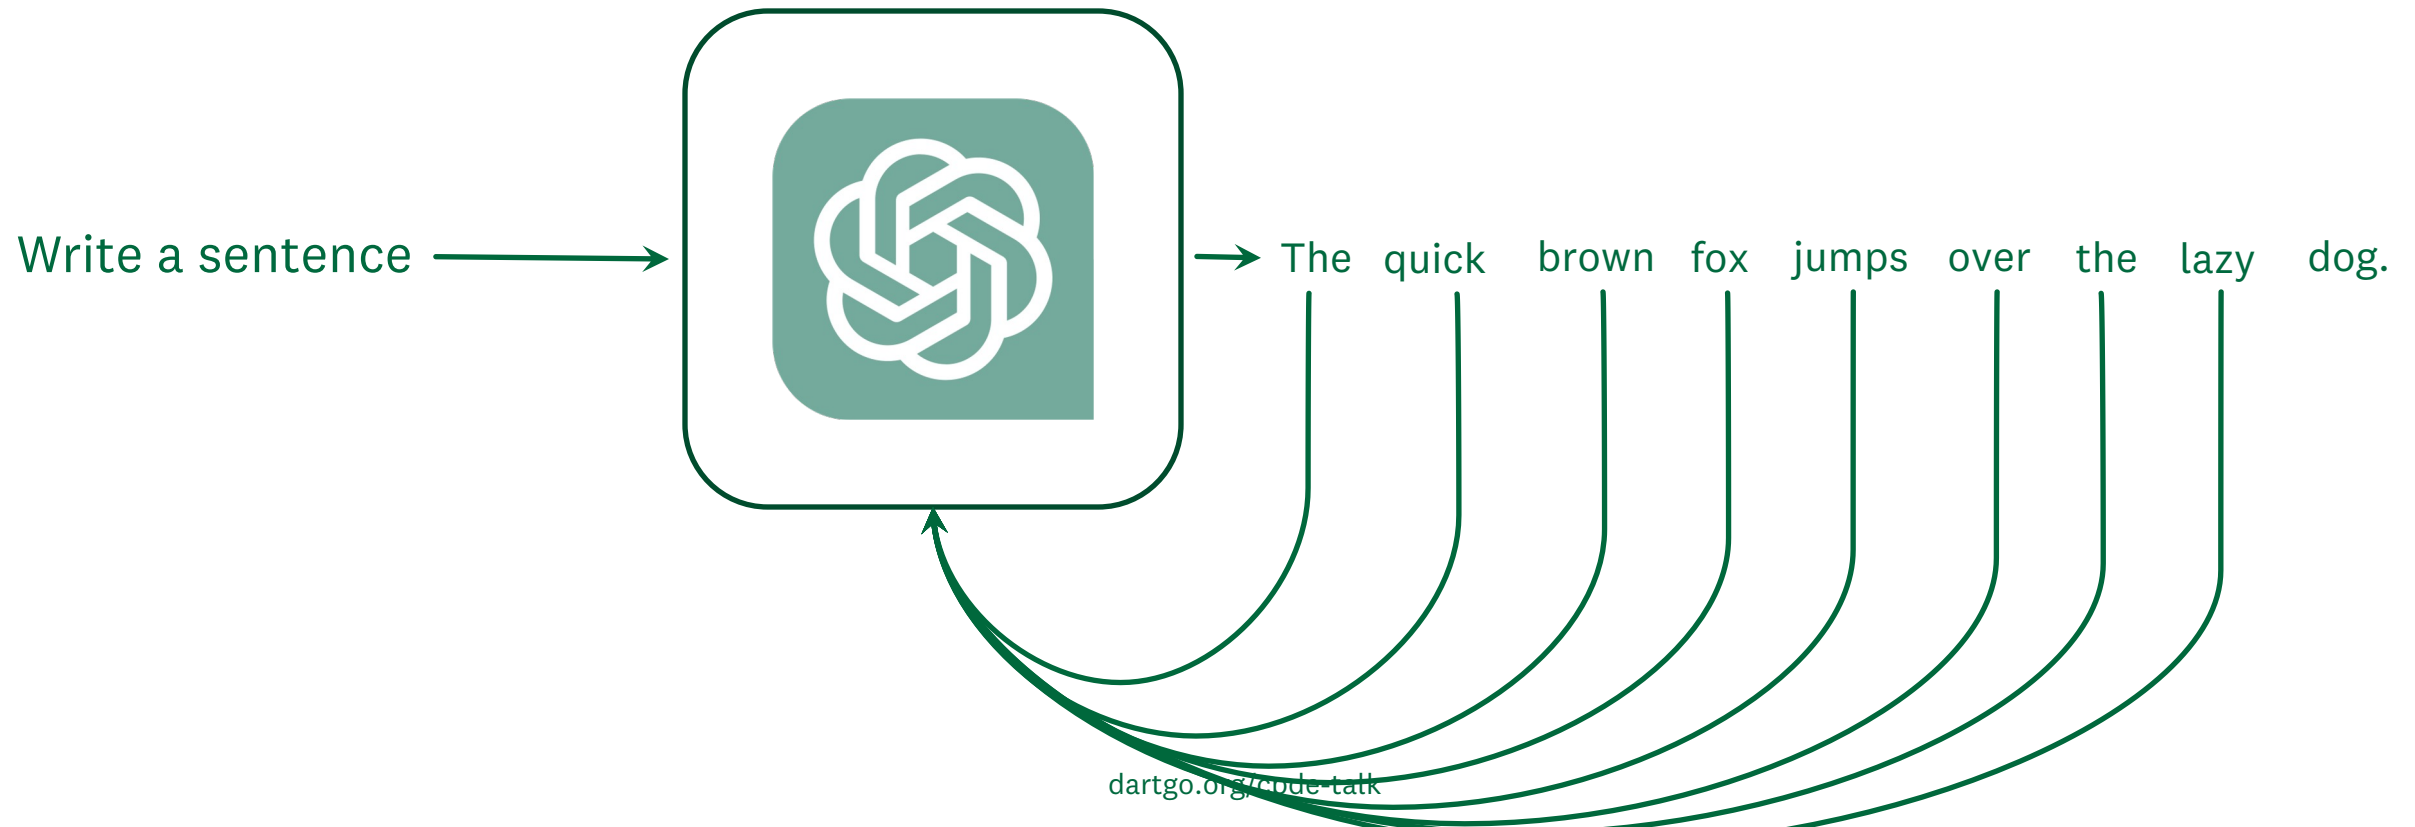 Write a sentence
The quick brown fox jumps over the lazy dog.
dartgo.org/code-talk